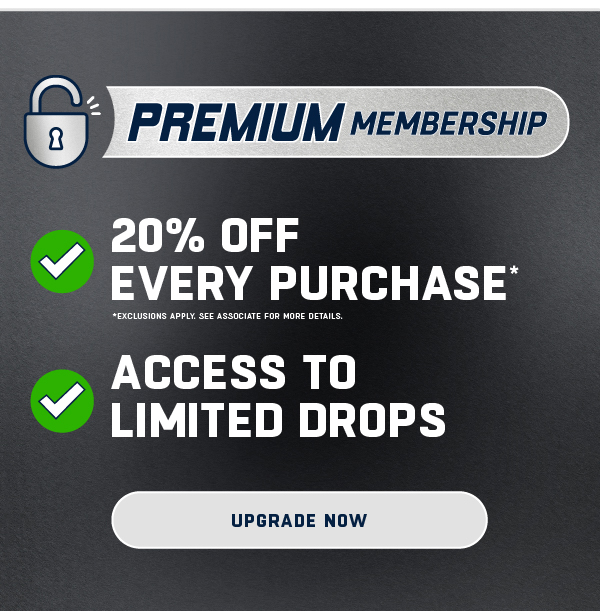 PREMIUM MEMBERSHIP
20% OFF
EVERY PURCHASE*
*EXCLUSIONS APPLY. SEE ASSOCIATE FOR MORE DETAILS.
ACCESS TO
LIMITED DROPS
UPGRADE NOW